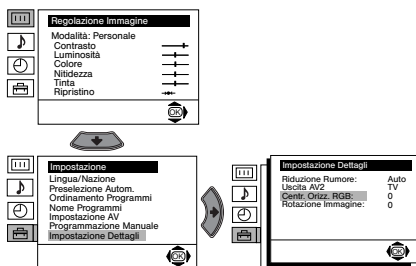 Regolazione Immagine
Modalità: Personale
Contrasto
Luminosità
Colore
Nitidezza
Tinta
Ripristino
OK
Impostazione
Lingua/Nazione
Preselezione Autom.
Ordinamento Programmi
Nome Programmi
Impostazione AV
Programmazione Manuale
Impostazione Dettagli
OK
Impostazione Dettagli
Riduzione Rumore: Auto
Uscita AV2 TV
Centr. Orizz. RGB: 0
Rotazione Immagine: 0
OK